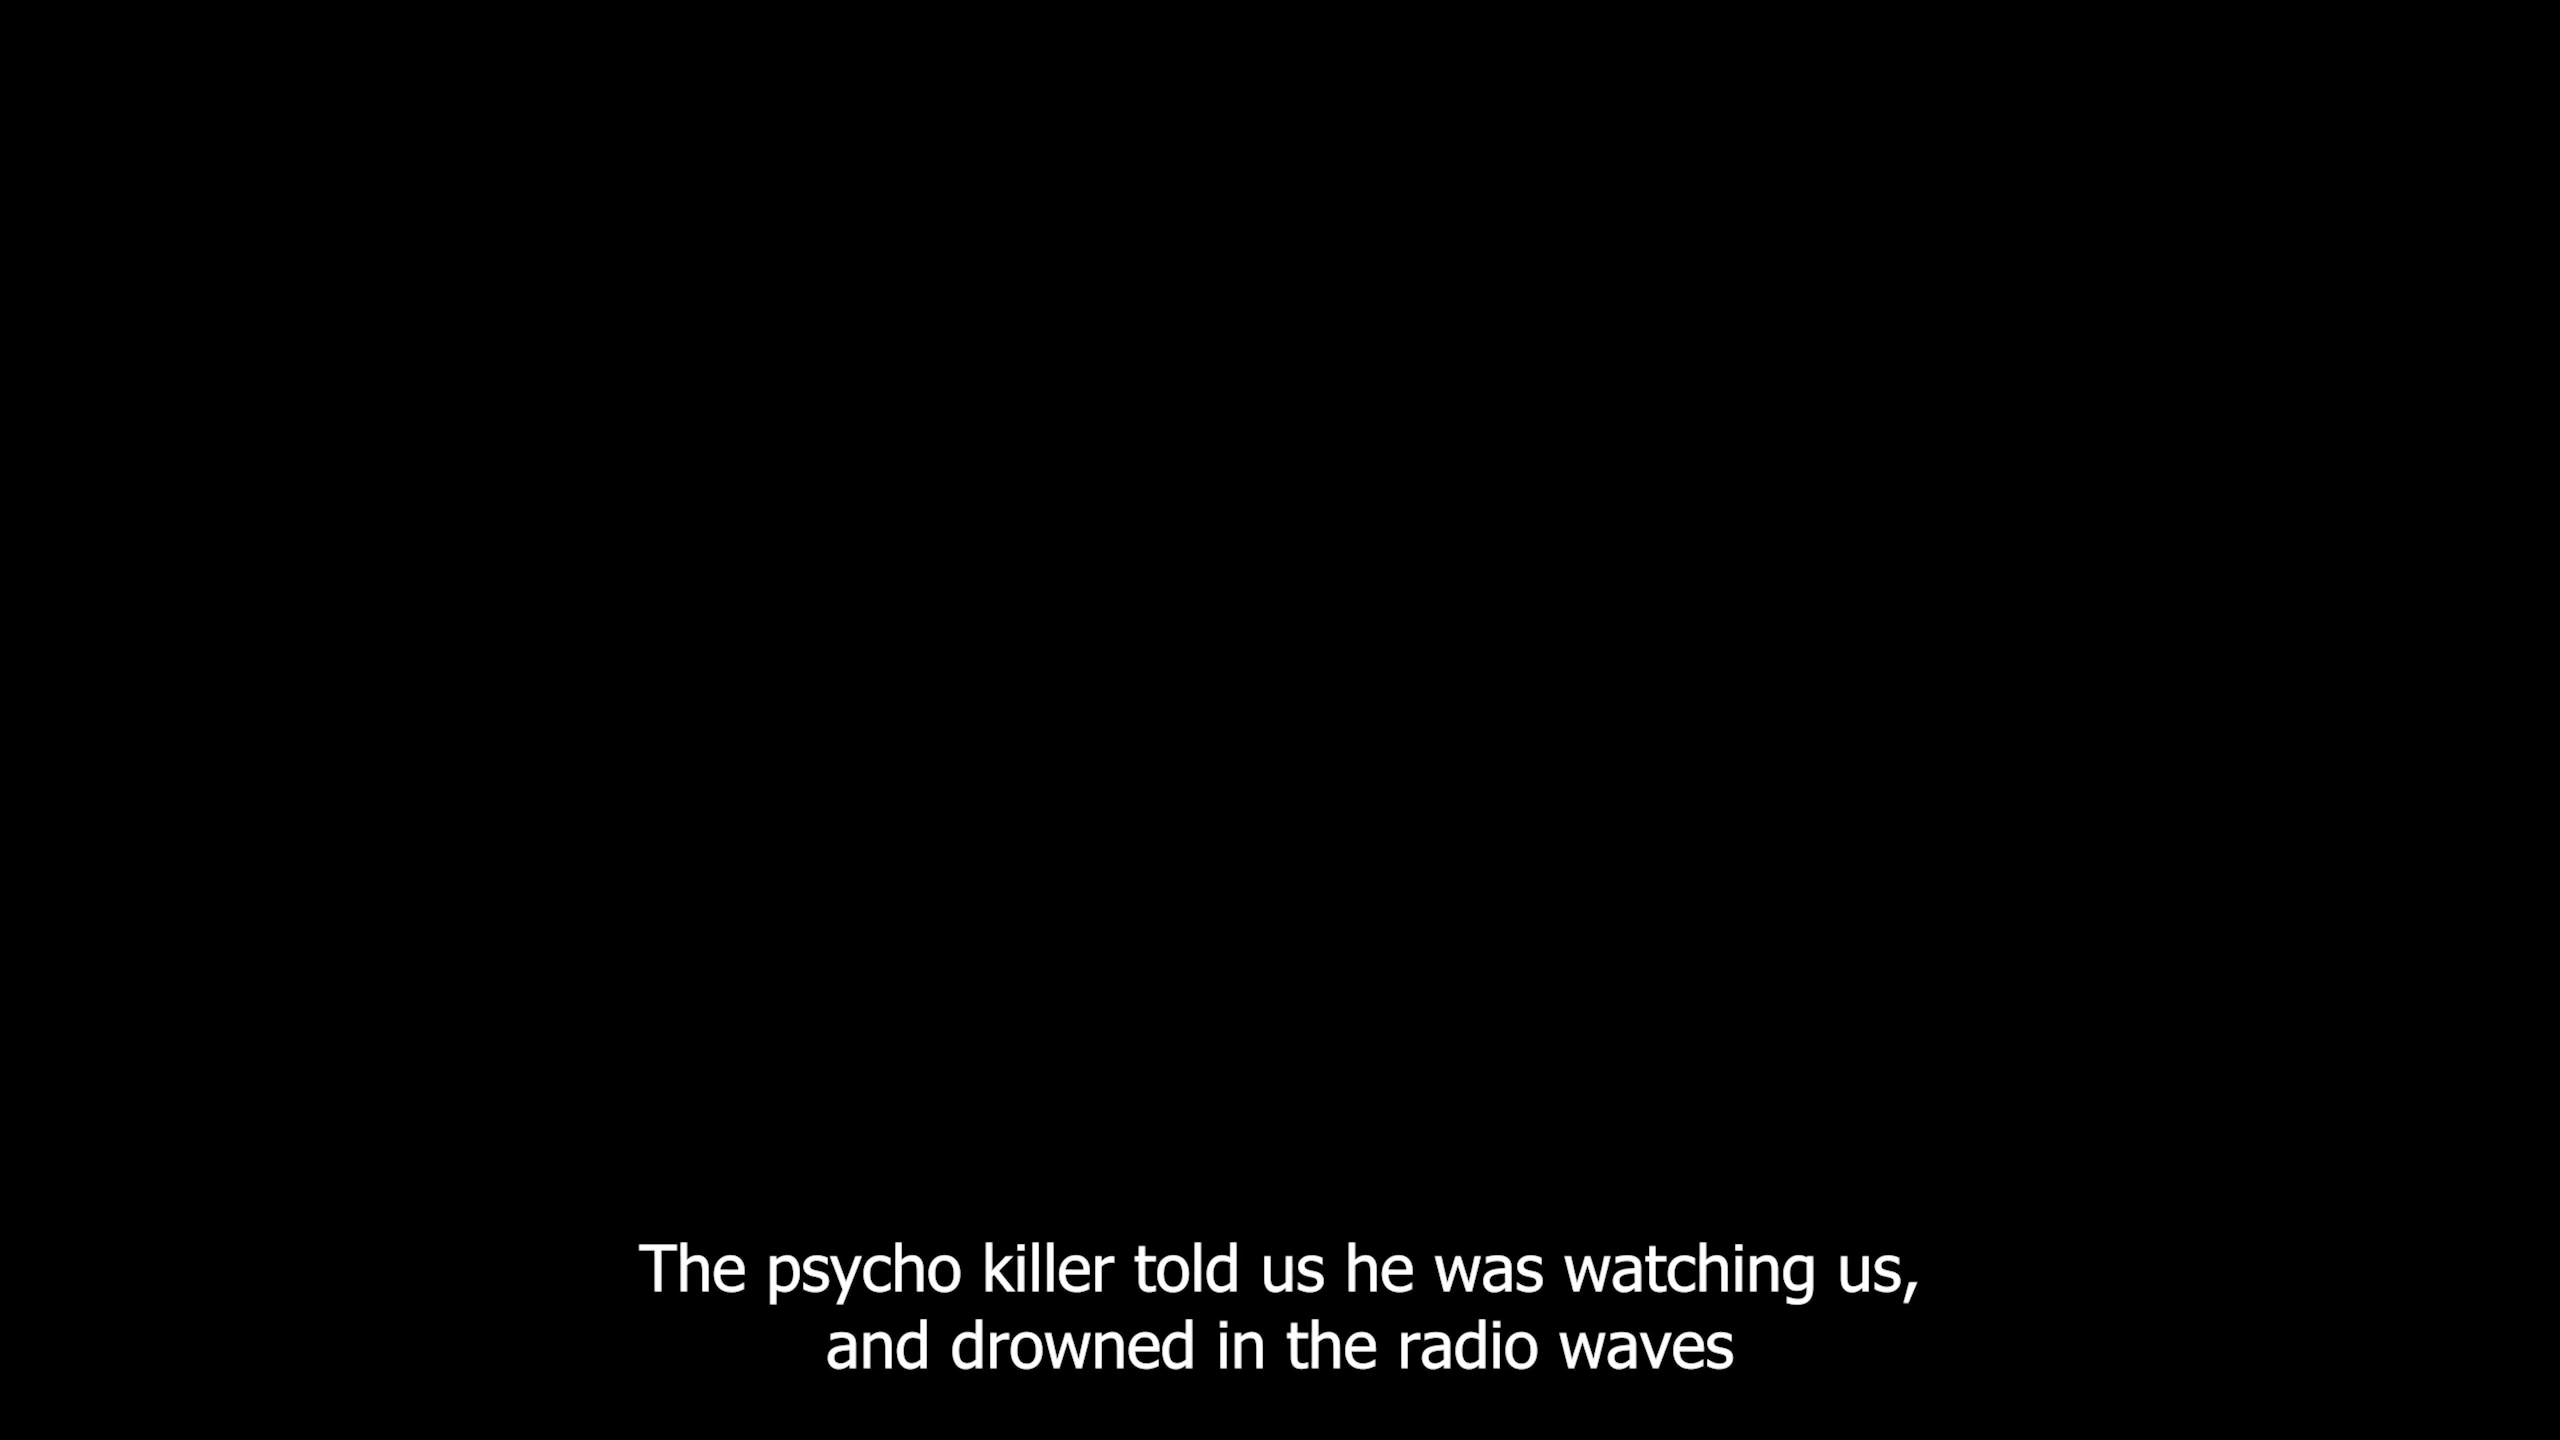 The psycho killer told us he was watching us,
and drowned in the radio waves